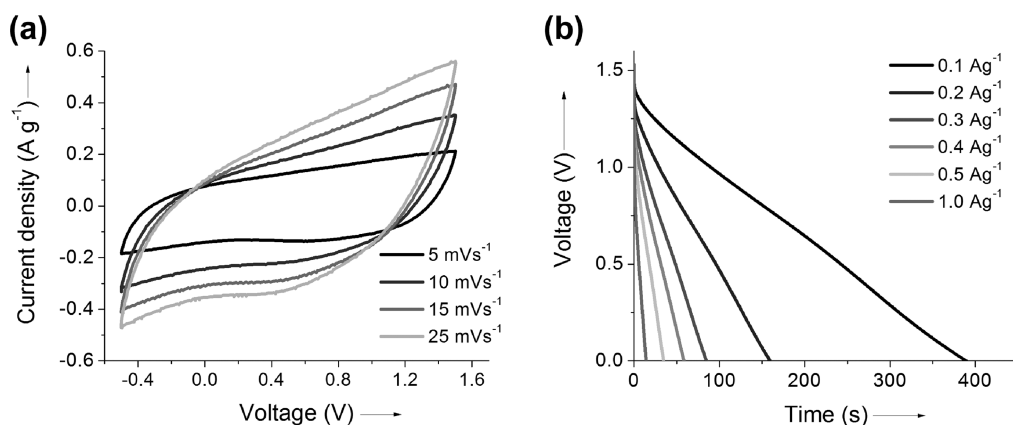 (a)
0.6
0.4
0.2
0.0
-0.2
-0.4
-0.6
Current density (A g⁻¹)
-0.4 0.0 0.4 0.8 1.2 1.6
Voltage (V)
5 mVs⁻¹
10 mVs⁻¹
15 mVs⁻¹
25 mVs⁻¹
(b)
1.5
1.0
0.5
0.0
Voltage (V)
0 100 200 300 400
Time (s)
0.1 Ag⁻¹
0.2 Ag⁻¹
0.3 Ag⁻¹
0.4 Ag⁻¹
0.5 Ag⁻¹
1.0 Ag⁻¹